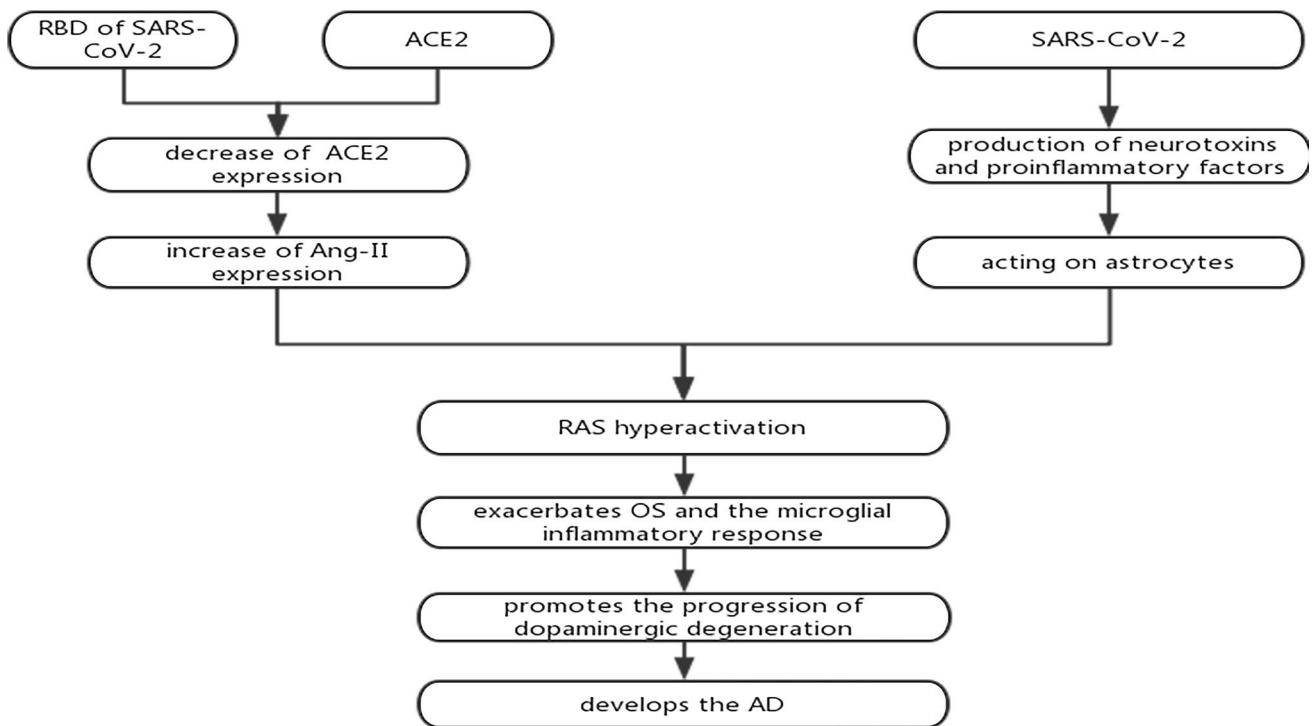 RBD of SARS-
CoV-2
ACE2
SARS-CoV-2
decrease of ACE2
expression
production of neurotoxins
and proinflammatory factors
increase of Ang-II
expression
acting on astrocytes
RAS hyperactivation
exacerbates OS and the microglial
inflammatory response
promotes the progression of
dopaminergic degeneration
develops the AD